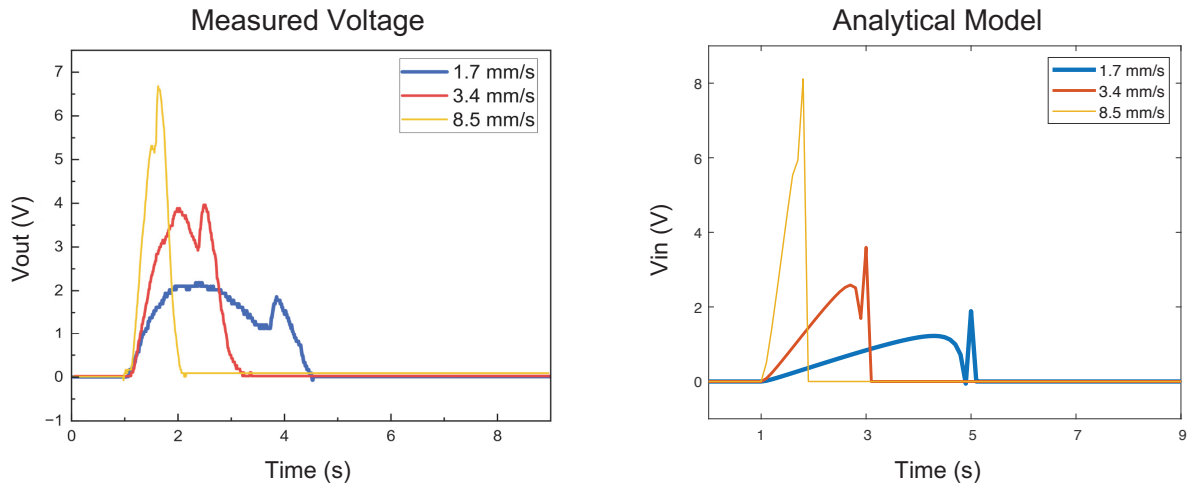 Measured Voltage
7
6
5
4
3
2
1
0
−1
Vout (V)
0
2
4
6
8
Time (s)
1.7 mm/s
3.4 mm/s
8.5 mm/s
Analytical Model
8
6
4
2
0
Vin (V)
1
3
5
7
9
Time (s)
1.7 mm/s
3.4 mm/s
8.5 mm/s